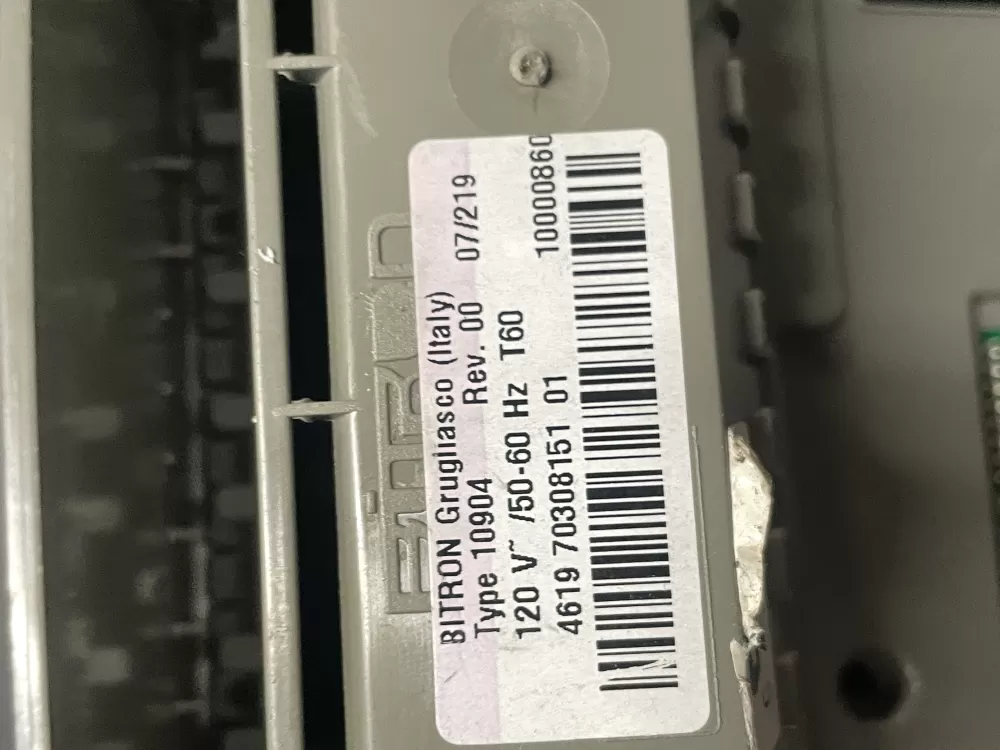 BITRON Grugliasco (Italy)
Type 10904 Rev. 00 07/219
120 V~ /50-60 Hz T60
4619 70308151 01 10000860